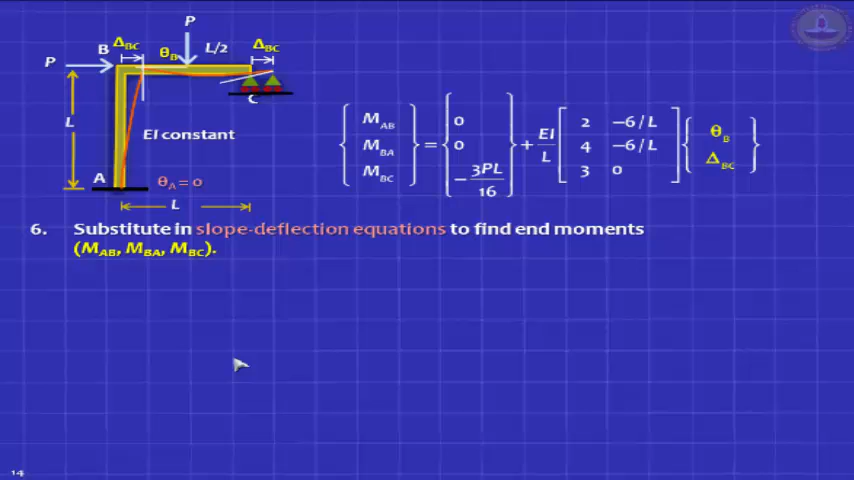 P
B Δ_BC θ_B L/2 Δ_BC
P
L
EI constant
C
A θ_A = 0
L
{ M_AB M_BA M_BC } = { 0 0 −3PL/16 } + EI/L [ 2 −6/L 4 −6/L 3 0 ] { θ_B Δ_BC }
6. Substitute in slope-deflection equations to find end moments
(M_AB, M_BA, M_BC).
14